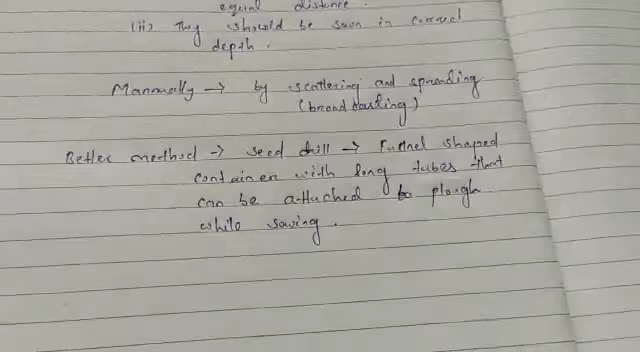 equal distance.
(ii) They should be sown in correct
depth.
Mannually → by scattering and spreading
(broadcasting)
Better method → seed drill → Funnel shaped
container with long tubes that
can be attached to plough
while sowing.